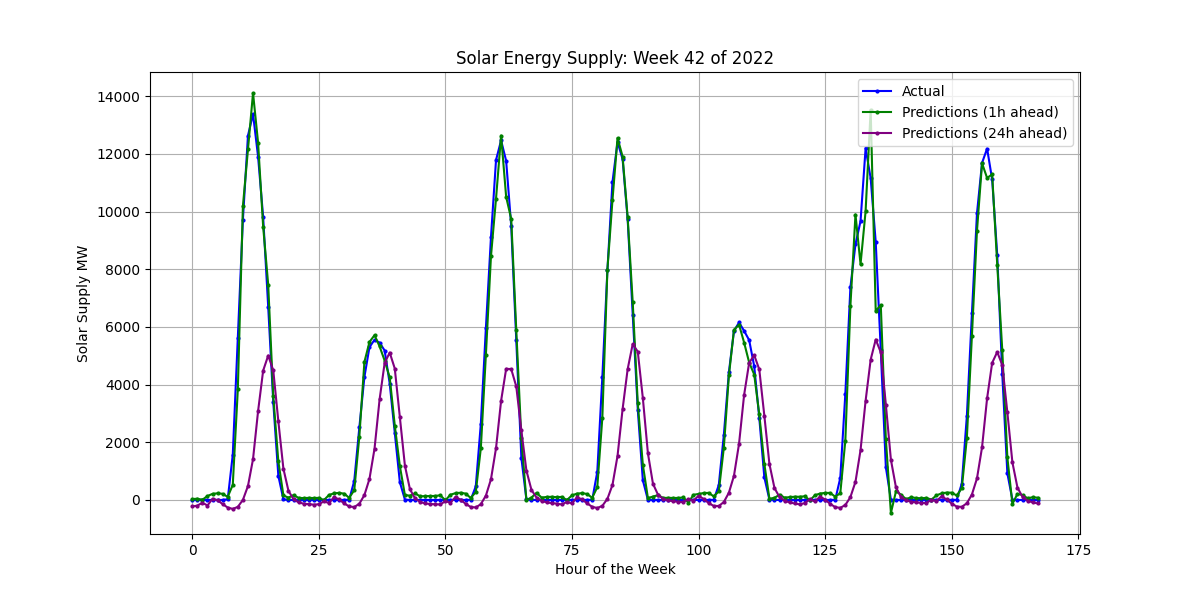 Solar Energy Supply: Week 42 of 2022
Actual
Predictions (1h ahead)
Predictions (24h ahead)
Solar Supply MW
14000
12000
10000
8000
6000
4000
2000
0
0 25 50 75 100 125 150 175
Hour of the Week